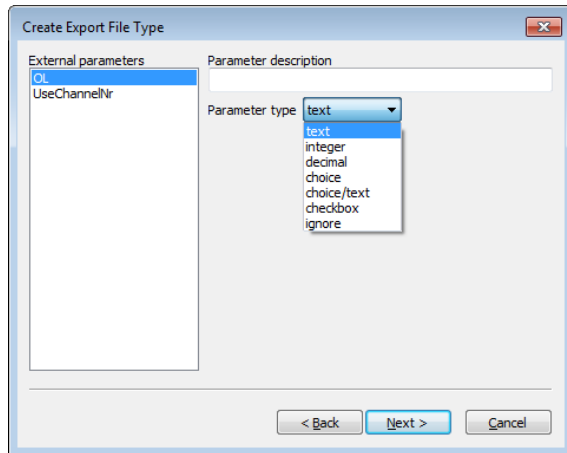 Create Export File Type
External parameters
OL
UseChannelNr
Parameter description
Parameter type text
text
integer
decimal
choice
choice/text
checkbox
ignore
< Back
Next >
Cancel